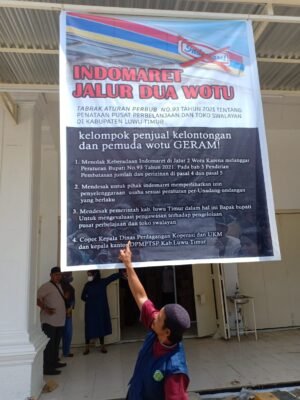 INDOMARET
JALUR DUA WOTU
TABRAK ATURAN PERBUB NO.93 TAHUN 2021 TENTANG
PENATAAN PUSAT PERBELANJAAN DAN TOKO SWALAYAN
DI KABUPATEN LUWU TIMUR
kelompok penjual kelontongan
dan pemuda wotu GERAM!
1. Menolak Keberadaan Indomaret di Jalur 2 Wotu Karena melanggar
Peraturan Bupati No.93 Tahun 2021. Pada bab 3 Pendirian
Pembatasan jumlah dan perizinan di pasal 4 dan pasal 5
2. Mendesak untuk pihak indomaret memperlihatkan izin
penyelenggaraan usaha sesuai peraturan per-Undang-undangan
yang berlaku
3. Mendesak pemerintah kab. luwu Timur dalam hal ini Bapak bupati
Untuk mengevaluasi pengawasan terhadap pengelolaan
pusat perbelanjaan dan toko swalayan
4. Copot Kepala Dinas Perdagangan Koperasi dan UKM
dan kepala kantor DPMPTSP Kab. Luwu Timur